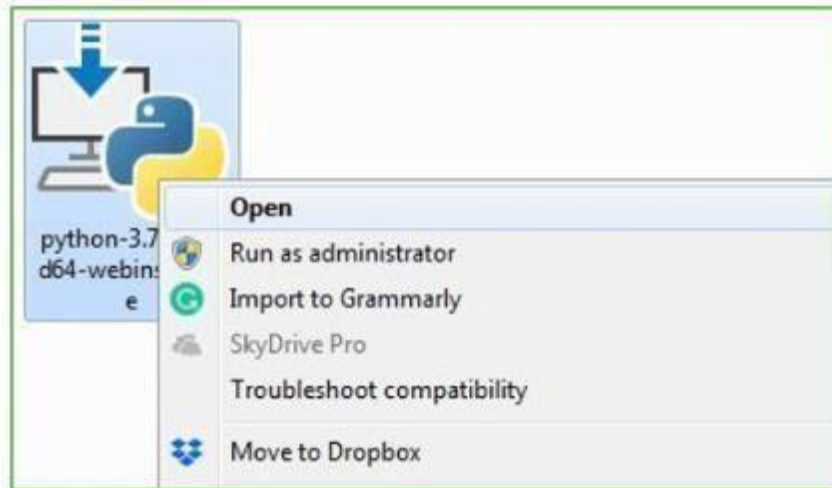 Open
python-3.7
Run as administrator
d64-webins
e
Import to Grammarly
SkyDrive Pro
Troubleshoot compatibility
Move to Dropbox